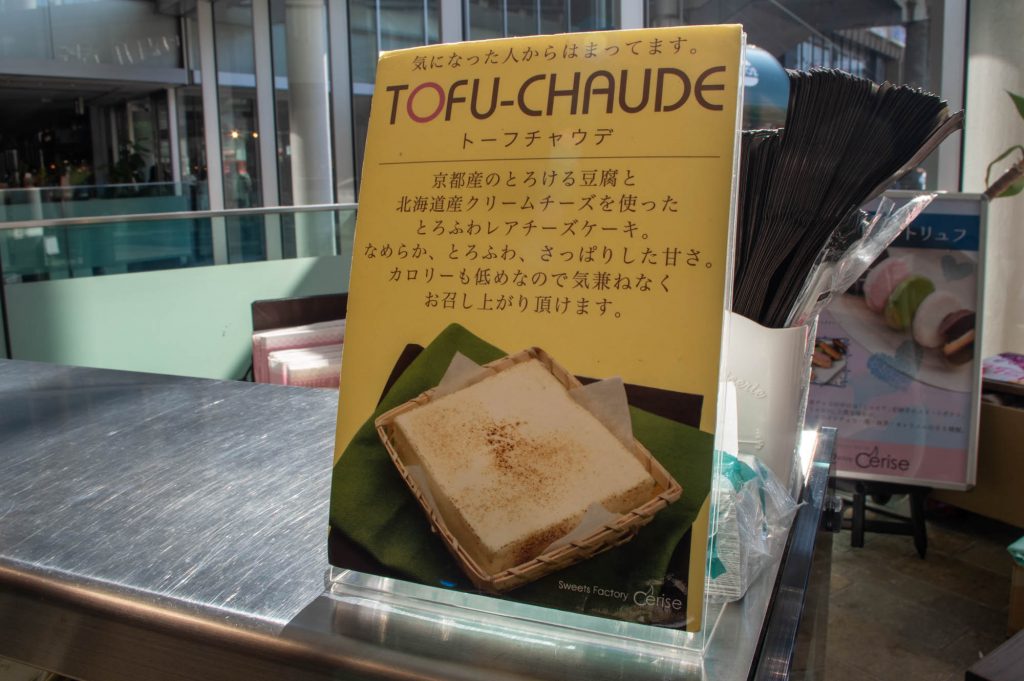 気になった人からはまってます。
TOFU-CHAUDE
トーフチャウデ
京都産のとろける豆腐と
北海道産クリームチーズを使った
とろふわレアチーズケーキ。
なめらか、とろふわ、さっぱりした甘さ。
カロリーも低めなので気兼ねなく
お召し上がり頂けます。
Sweets Factory Cerise
トリュフ
Cerise